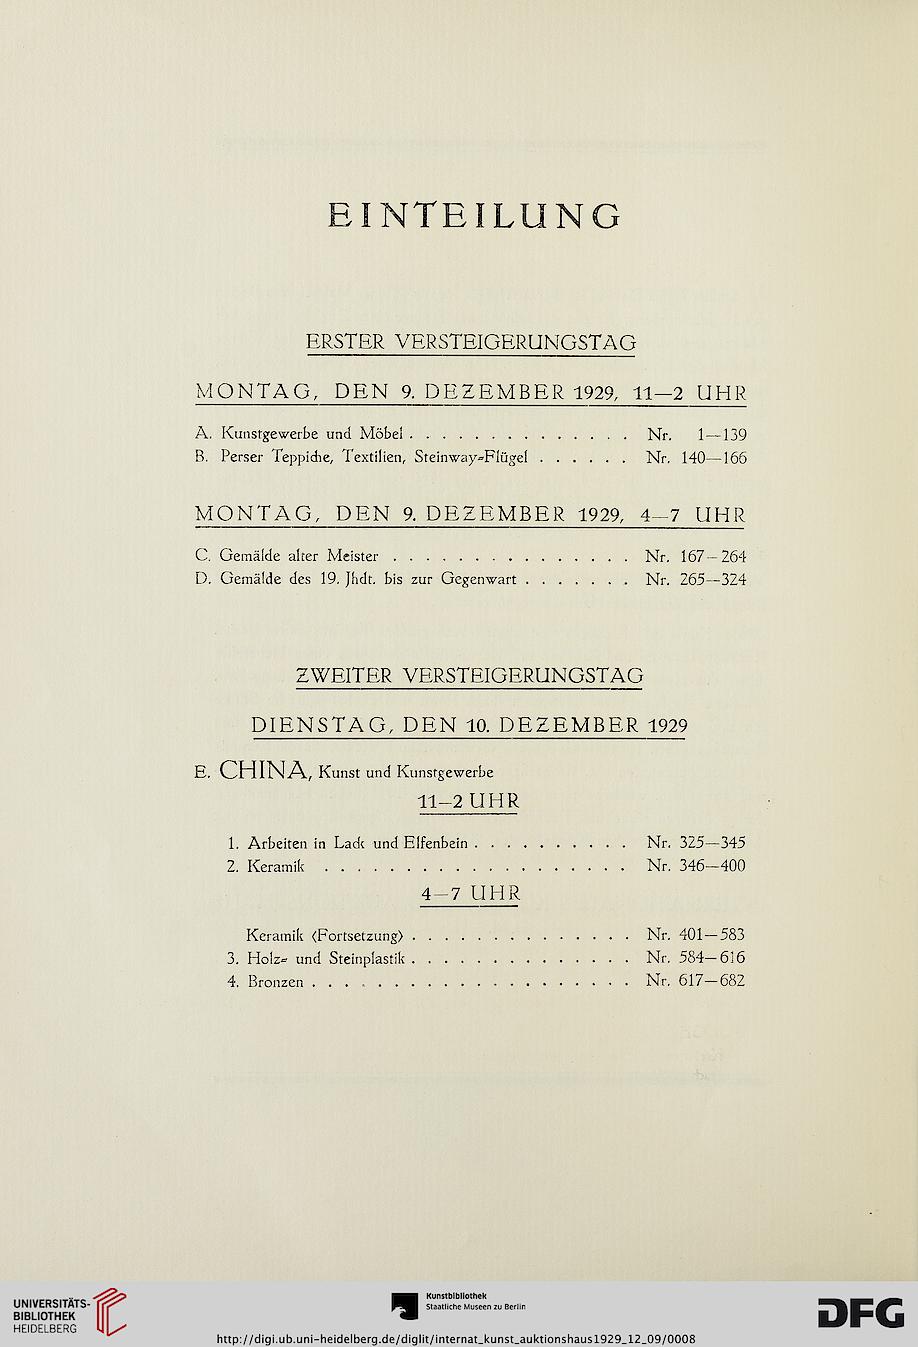 EINTEILUNG
ERSTER VERSTEIGERUNGSTAG
MONTAG, DEN 9. DEZEMBER 1929, 11—2 UHR
A. Kunstgewerbe und Möbel . . . . . . . . . . . . . . Nr. 1—139
B. Perser Teppiche, Textilien, Steinway-Flügel . . . . . . Nr. 140—166
MONTAG, DEN 9. DEZEMBER 1929, 4—7 UHR
C. Gemälde alter Meister . . . . . . . . . . . . . . . Nr. 167—264
D. Gemälde des 19. Jhdt. bis zur Gegenwart . . . . . . . Nr. 265—324
ZWEITER VERSTEIGERUNGSTAG
DIENSTAG, DEN 10. DEZEMBER 1929
E. CHINA, Kunst und Kunstgewerbe
11—2 UHR
1. Arbeiten in Lack und Elfenbein . . . . . . . . . . Nr. 325—345
2. Keramik . . . . . . . . . . . . . . . . . . . Nr. 346—400
4—7 UHR
Keramik (Fortsetzung) . . . . . . . . . . . . . . Nr. 401—583
3. Holz- und Steinplastik . . . . . . . . . . . . . . Nr. 584—616
4. Bronzen . . . . . . . . . . . . . . . . . . . . Nr. 617—682
UNIVERSITÄTS-
BIBLIOTHEK
HEIDELBERG
Kunstbibliothek
Staatliche Museen zu Berlin
DFG
http://digi.ub.uni-heidelberg.de/diglit/internat_kunst_auktionshaus1929_12_09/0008